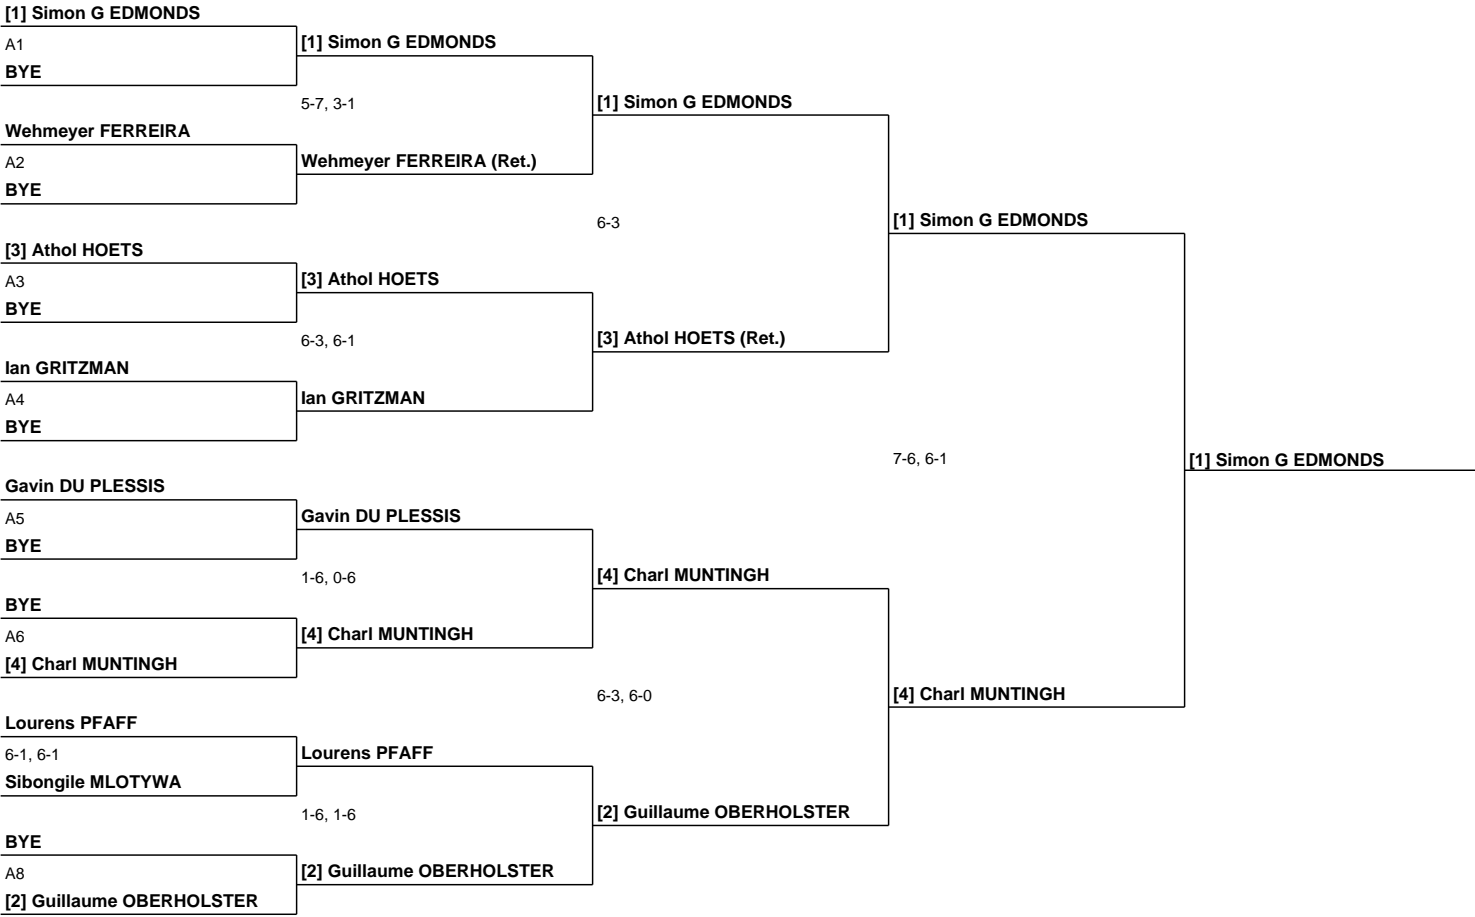 [1] Simon G EDMONDS
A1
BYE
Wehmeyer FERREIRA
A2
BYE
[3] Athol HOETS
A3
BYE
Ian GRITZMAN
A4
BYE
Gavin DU PLESSIS
A5
BYE
BYE
A6
[4] Charl MUNTINGH
Lourens PFAFF
6-1, 6-1
Sibongile MLOTYWA
BYE
A8
[2] Guillaume OBERHOLSTER
[1] Simon G EDMONDS
5-7, 3-1
Wehmeyer FERREIRA (Ret.)
[3] Athol HOETS
6-3, 6-1
Ian GRITZMAN
Gavin DU PLESSIS
1-6, 0-6
[4] Charl MUNTINGH
Lourens PFAFF
1-6, 1-6
[2] Guillaume OBERHOLSTER
[1] Simon G EDMONDS
6-3
[3] Athol HOETS (Ret.)
[4] Charl MUNTINGH
6-3, 6-0
[2] Guillaume OBERHOLSTER
[1] Simon G EDMONDS
7-6, 6-1
[4] Charl MUNTINGH
[1] Simon G EDMONDS